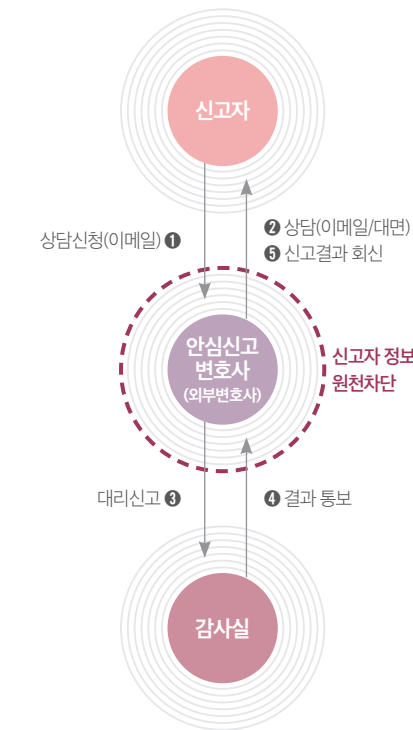 신고자
상담신청(이메일) ❶
❷ 상담(이메일/대면)
❺ 신고결과 회신
안심신고
변호사
(외부변호사)
신고자 정보
원천차단
대리신고 ❸
❹ 결과 통보
감사실